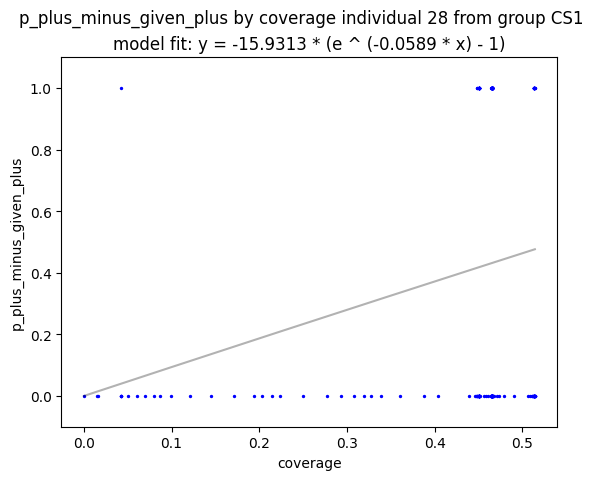 p_plus_minus_given_plus by coverage individual 28 from group CS1
model fit: y = -15.9313 * (e ^ (-0.0589 * x) - 1)
p_plus_minus_given_plus
1.0
0.8
0.6
0.4
0.2
0.0
0.0 0.1 0.2 0.3 0.4 0.5
coverage